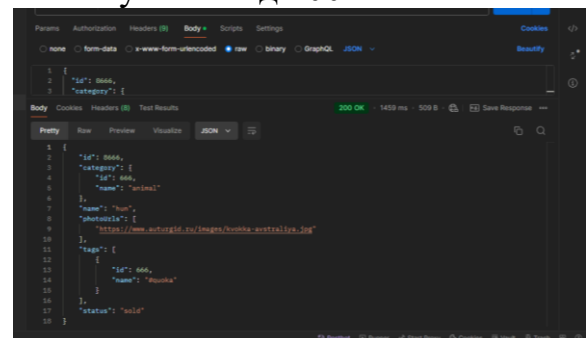 Params Authorization Headers (9) Body Scripts Settings Cookies
none form-data x-www-form-urlencoded raw binary GraphQL JSON Beautify
1 {
2 "id": 8666,
3 "category": {
Body Cookies Headers (8) Test Results 200 OK 1459 ms 509 B Save Response
Pretty Raw Preview Visualize JSON
1 {
2 "id": 8666,
3 "category": {
4 "id": 666,
5 "name": "animal"
6 },
7 "name": "hun",
8 "photoUrls": [
9 "https://www.auturgid.ru/images/kvokka-avstraliya.jpg"
10 ],
11 "tags": [
12 {
13 "id": 666,
14 "name": "#quoka"
15 }
16 ],
17 "status": "sold"
18 }